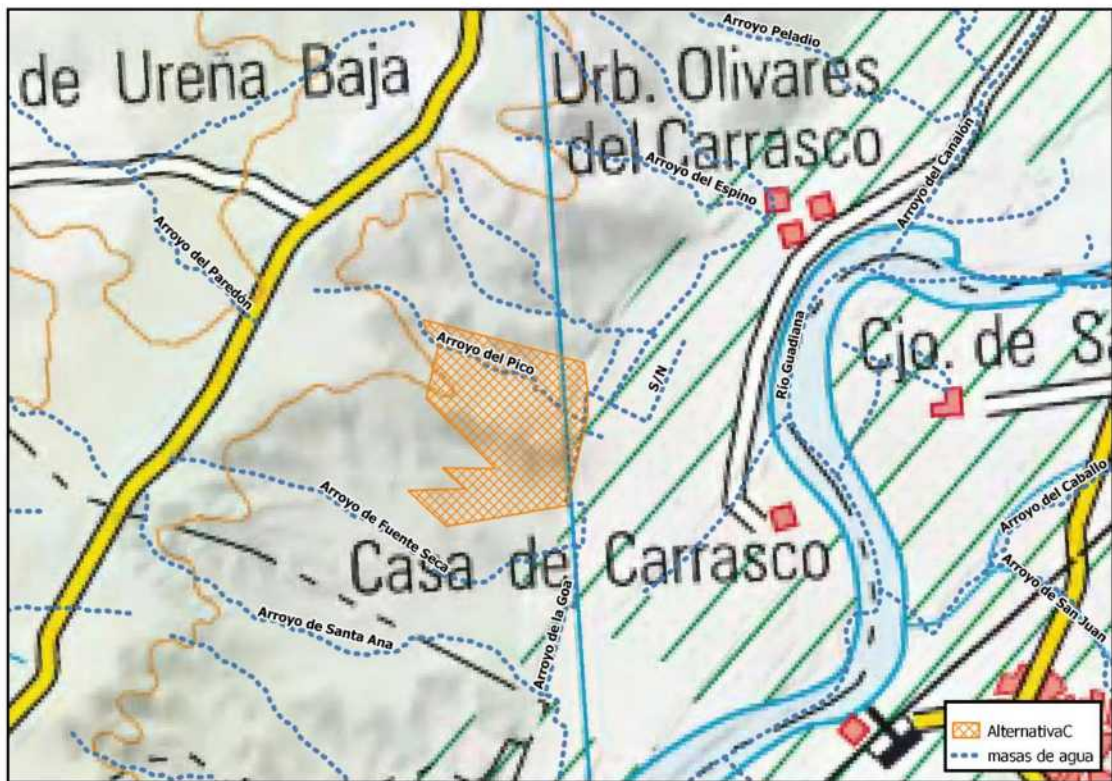 Arroyo Peladio
de Ureña Baja
Urb. Olivares
del Carrasco
Arroyo del Espino
Arroyo del Canalón
Arroyo del Paredón
Río Guadiana
Arroyo del Pico
S/N
Cjo. de Sa
Arroyo del Caballo
Arroyo de Fuente Seca
Casa de Carrasco
Arroyo de San Juan
Arroyo de la Goa
Arroyo de Santa Ana
AlternativaC
masas de agua